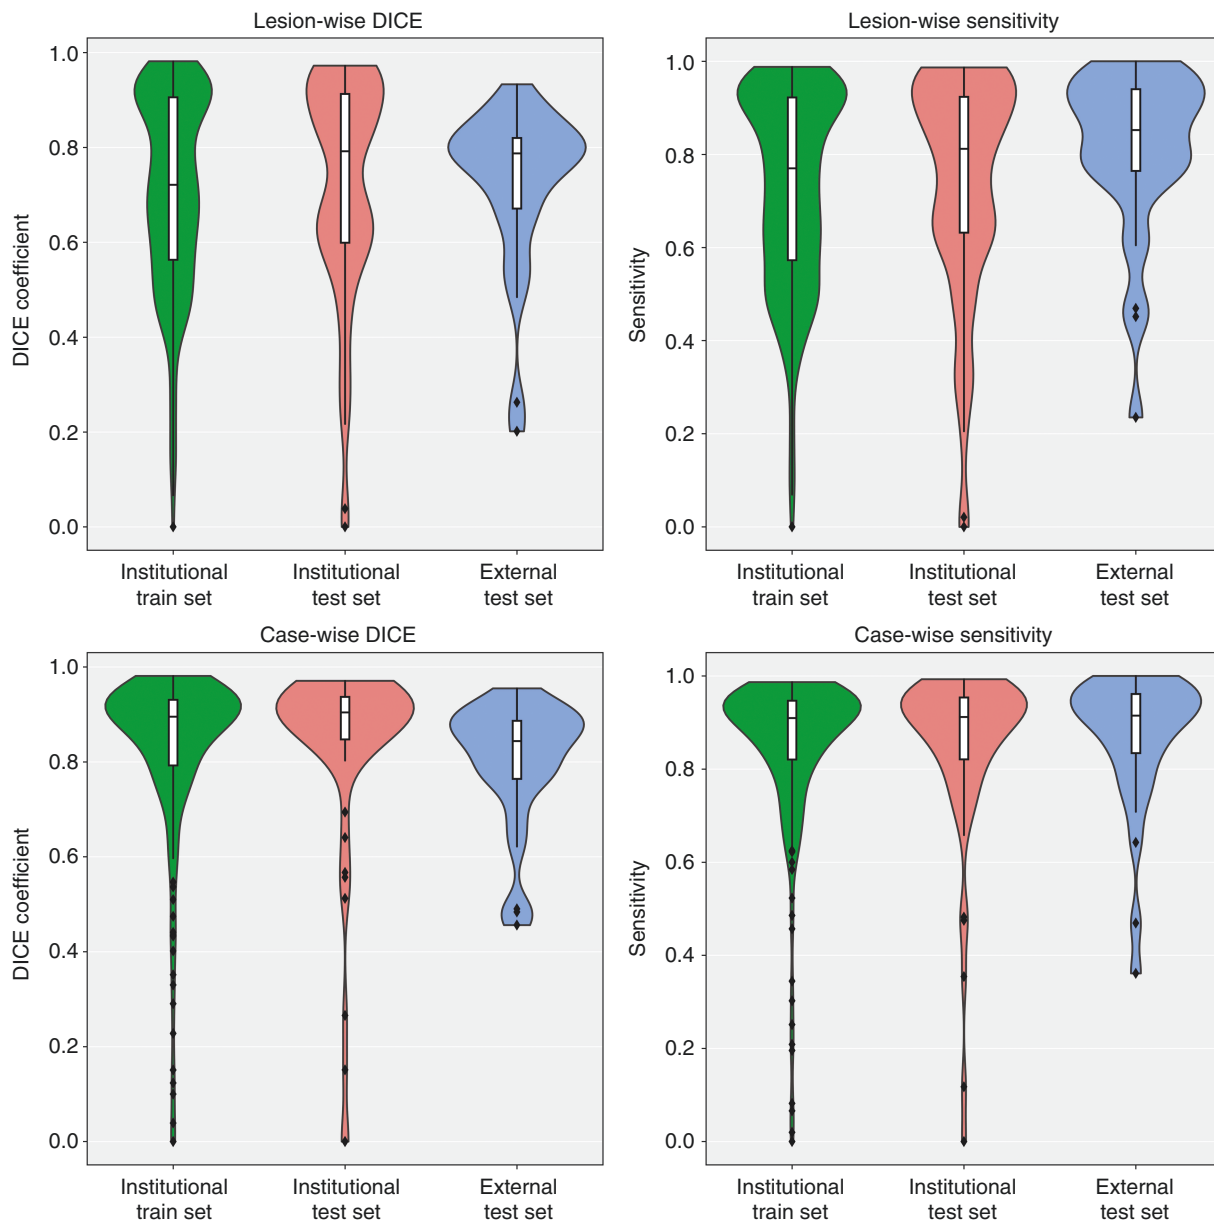 Lesion-wise DICE
DICE coefficient
1.0
0.8
0.6
0.4
0.2
0.0
Institutional
train set
Institutional
test set
External
test set
Lesion-wise sensitivity
Sensitivity
1.0
0.8
0.6
0.4
0.2
0.0
Institutional
train set
Institutional
test set
External
test set
Case-wise DICE
DICE coefficient
1.0
0.8
0.6
0.4
0.2
0.0
Institutional
train set
Institutional
test set
External
test set
Case-wise sensitivity
Sensitivity
1.0
0.8
0.6
0.4
0.2
0.0
Institutional
train set
Institutional
test set
External
test set